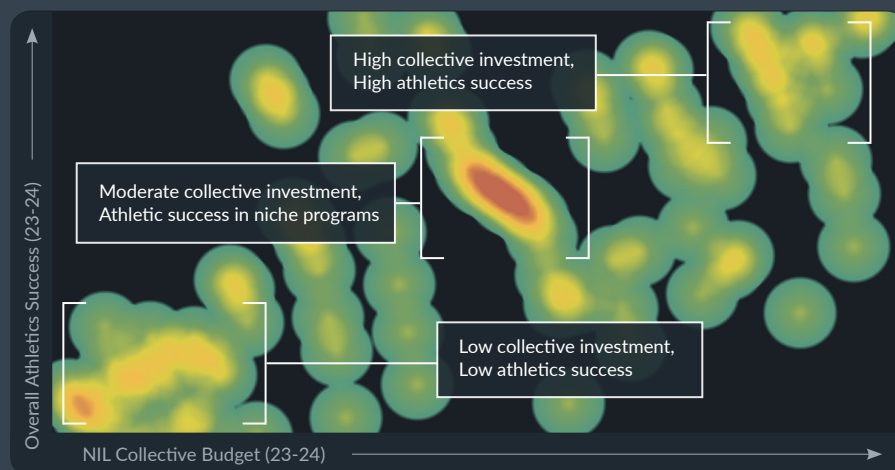 High collective investment,
High athletics success
Moderate collective investment,
Athletic success in niche programs
Low collective investment,
Low athletics success
Overall Athletics Success (23-24)
NIL Collective Budget (23-24)